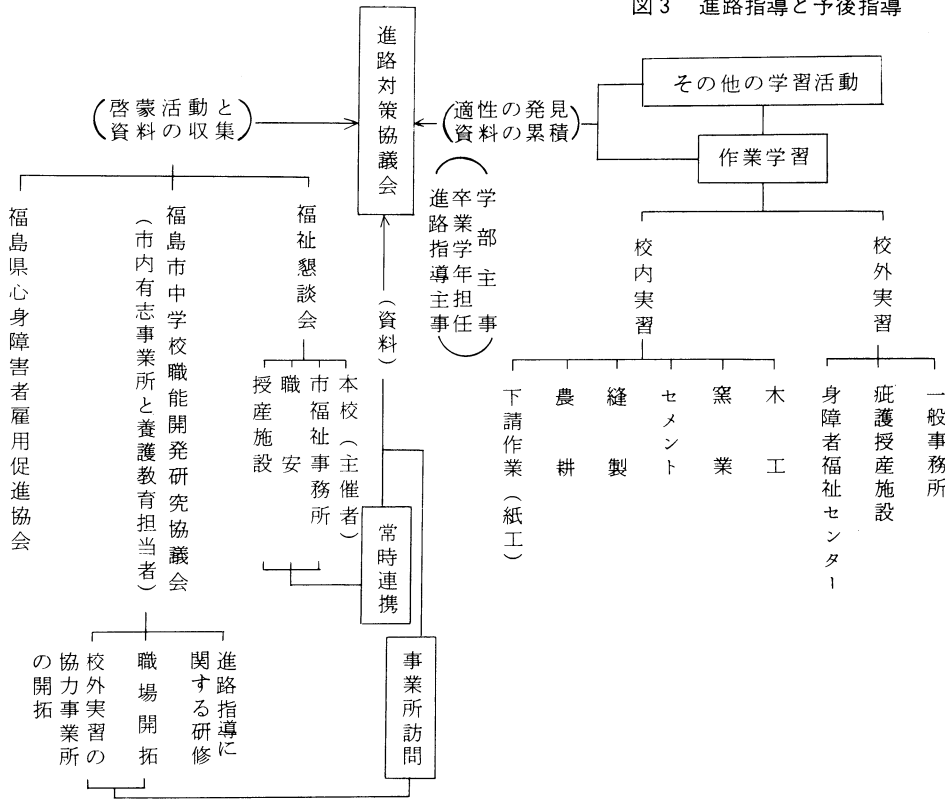 図3 進路指導と予後指導
進路対策協議会
(啓蒙活動と
資料の収集)
(適性の発見
資料の累積)
その他の学習活動
作業学習
(学部主事
卒業学年担任
進路指導主事)
(資料)
福祉懇談会
福島市中学校職能開発研究協議会
(市内有志事業所と養護教育担当者)
福島県心身障害者雇用促進協会
本校(主催者)
市福祉事務所
職安
授産施設
常時連携
事業所訪問
進路指導に
関する研修
職場開拓
校外実習の
協力事業所
の開拓
校外実習
校内実習
一般事務所
庇護授産施設
身障者福祉センター
木工
窯業
セメント
縫製
農耕
下請作業(紙工)